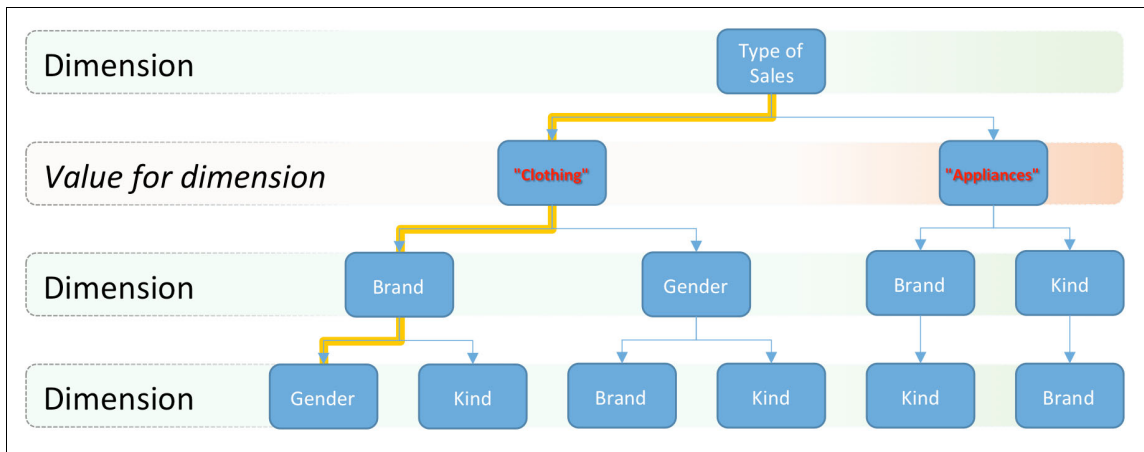 Dimension
Type of
Sales
Value for dimension
"Clothing"
"Appliances"
Dimension
Brand
Gender
Brand
Kind
Dimension
Gender
Kind
Brand
Kind
Kind
Brand